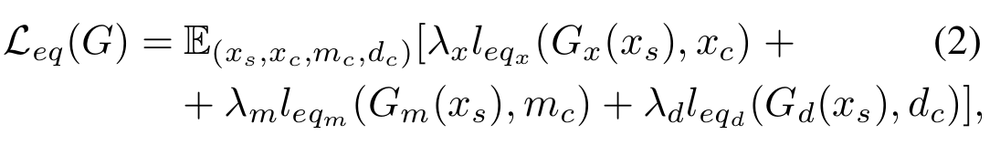 $\mathcal{L}_{eq}(G) = \mathbb{E}_{(x_s, x_c, m_c, d_c)}[\lambda_x l_{eq_x}(G_x(x_s), x_c) +$ (2)
$+ \lambda_m l_{eq_m}(G_m(x_s), m_c) + \lambda_d l_{eq_d}(G_d(x_s), d_c)],$